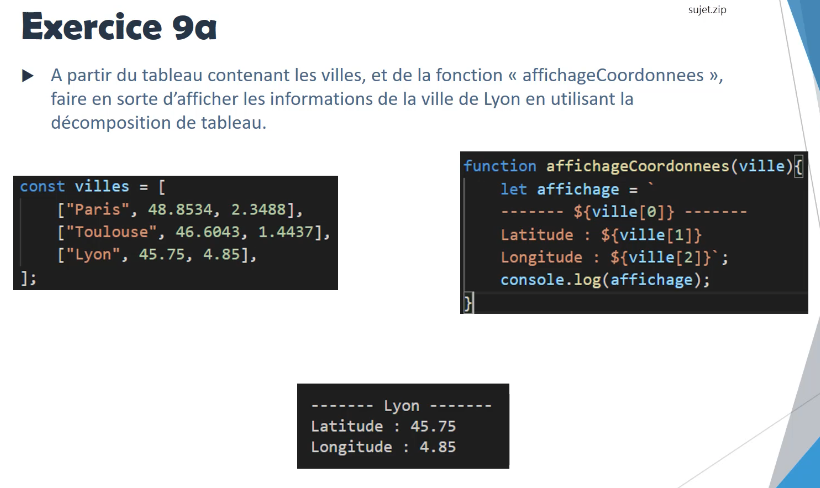 sujet.zip
Exercice 9a
A partir du tableau contenant les villes, et de la fonction « affichageCoordonnees »,
faire en sorte d'afficher les informations de la ville de Lyon en utilisant la
décomposition de tableau.
const villes = [
    ["Paris", 48.8534, 2.3488],
    ["Toulouse", 46.6043, 1.4437],
    ["Lyon", 45.75, 4.85],
];
function affichageCoordonnees(ville){
    let affichage = `
    ------- ${ville[0]} -------
    Latitude : ${ville[1]}
    Longitude : ${ville[2]}`;
    console.log(affichage);
}
------- Lyon -------
Latitude : 45.75
Longitude : 4.85